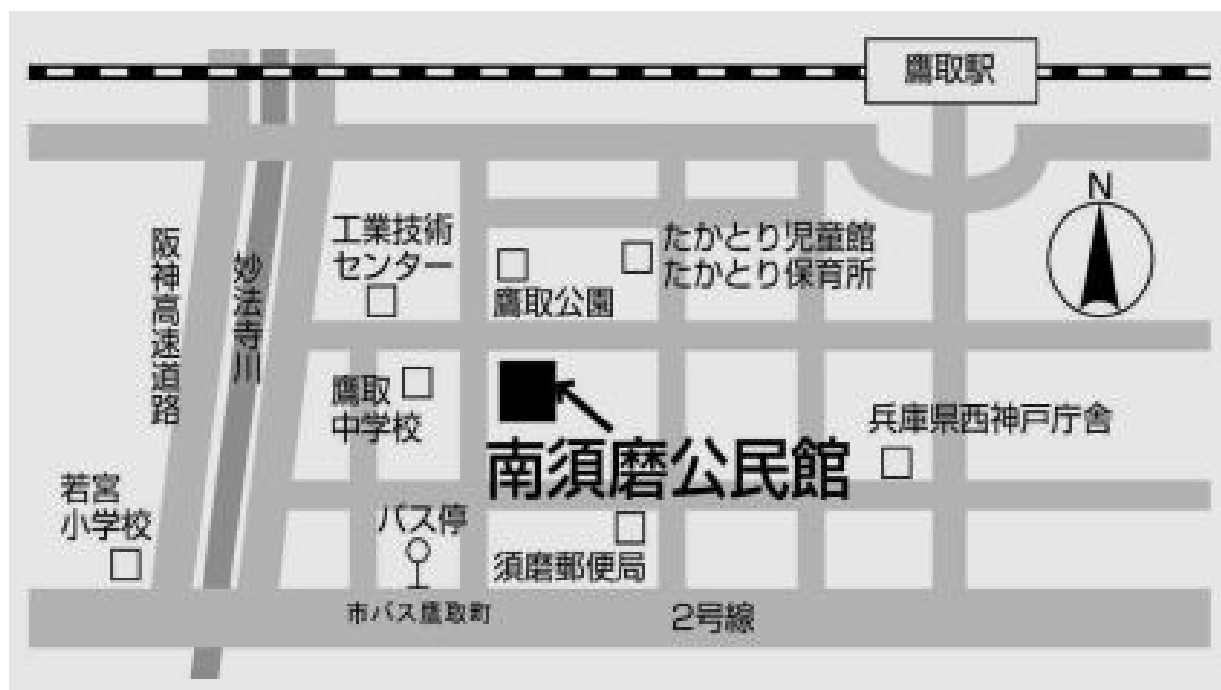 鷹取駅
N
阪神高速道路
妙法寺川
工業技術
センター
鷹取公園
たかとり児童館
たかとり保育所
鷹取
中学校
南須磨公民館
兵庫県西神戸庁舎
若宮
小学校
バス停
市バス鷹取町
須磨郵便局
2号線